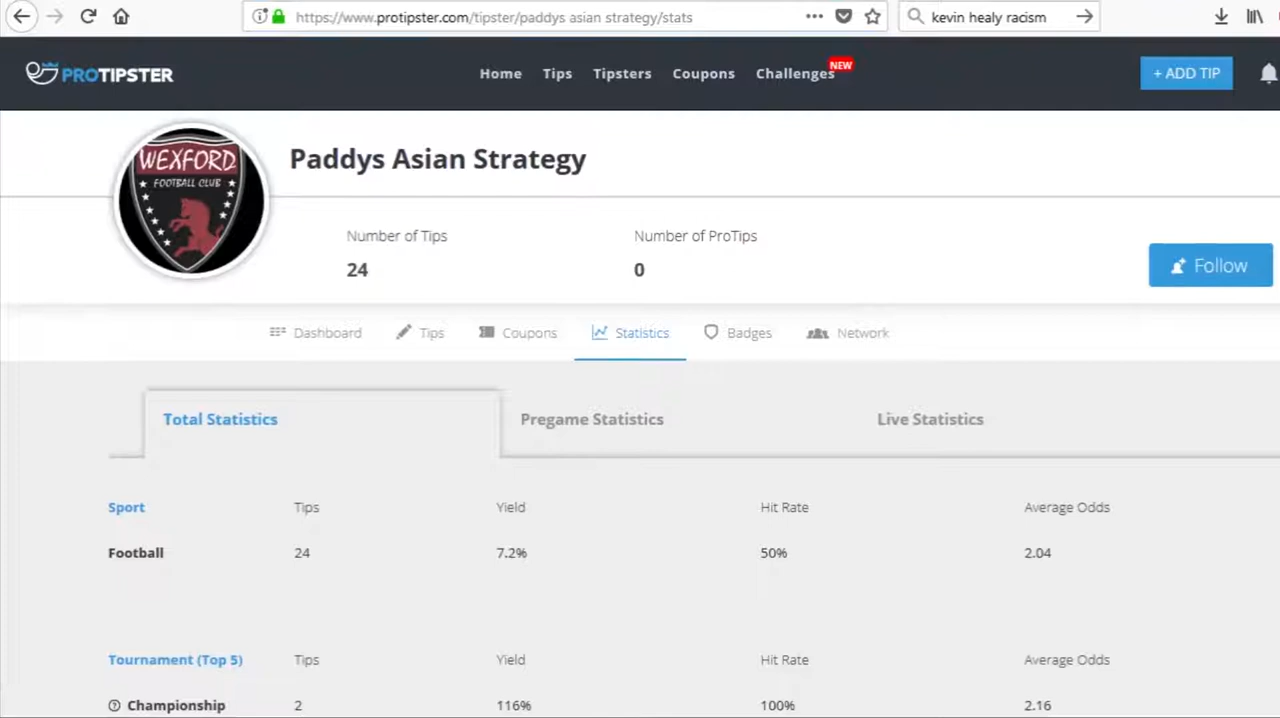 https://www.protipster.com/tipster/paddys asian strategy/stats
kevin healy racism
PROTIPSTER
Home
Tips
Tipsters
Coupons
Challenges
NEW
+ ADD TIP
WEXFORD
FOOTBALL CLUB
Paddys Asian Strategy
Number of Tips
Number of ProTips
24
0
Follow
Dashboard
Tips
Coupons
Statistics
Badges
Network
Total Statistics
Pregame Statistics
Live Statistics
Sport Tips Yield Hit Rate Average Odds
Football 24 7.2% 50% 2.04
Tournament (Top 5) Tips Yield Hit Rate Average Odds
Championship 2 116% 100% 2.16